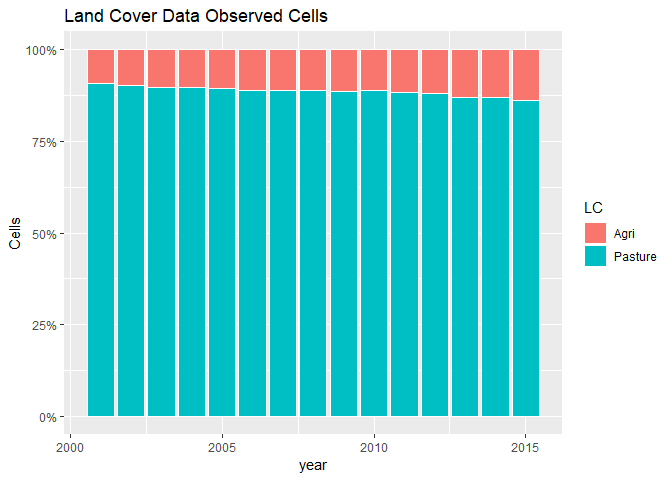 Land Cover Data Observed Cells
100%
75%
50%
25%
0%
Cells
2000
2005
2010
2015
year
LC
Agri
Pasture